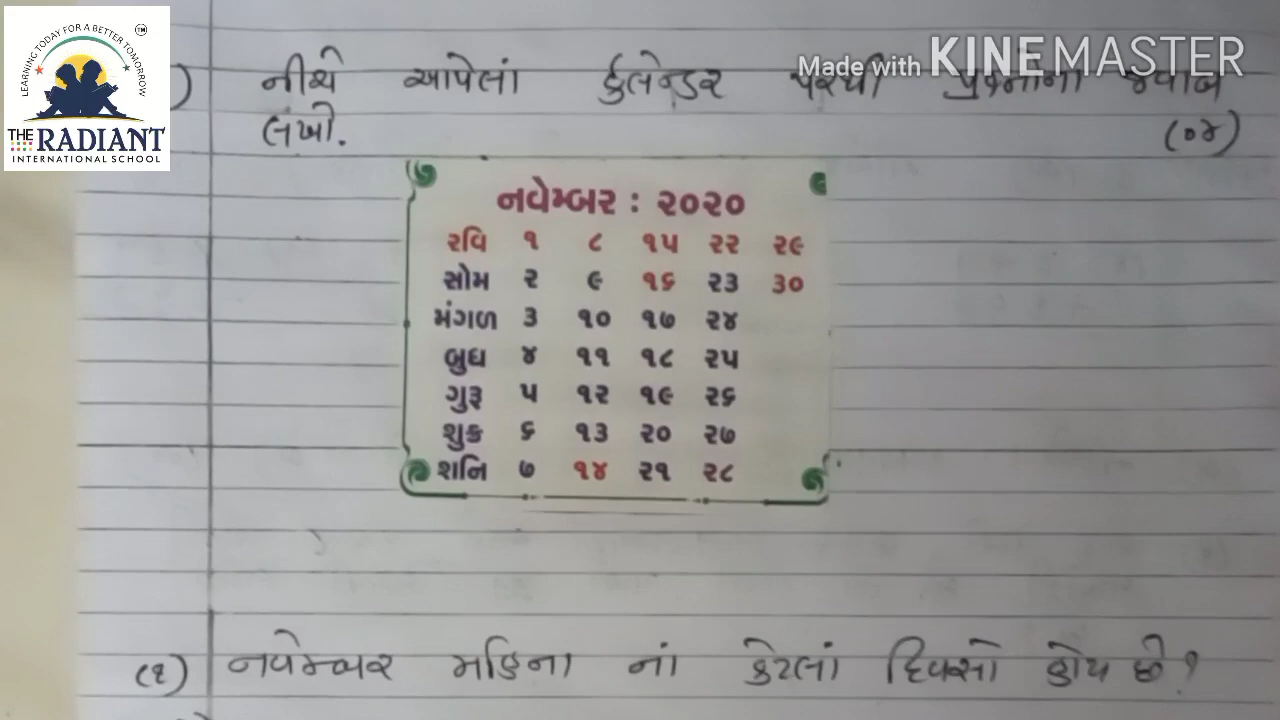 LEARNING TODAY FOR A BETTER TOMORROW
TM
THE RADIANT
INTERNATIONAL SCHOOL
Made with KINEMASTER
) નીચે આપેલાં કેલેન્ડર પરથી પ્રશ્નોના જવાબ
લખો. (૦૪)
નવેમ્બર : ૨૦૨૦
રવિ ૧ ૮ ૧૫ ૨૨ ૨૯
સોમ ૨ ૯ ૧૬ ૨૩ ૩૦
મંગળ ૩ ૧૦ ૧૭ ૨૪
બુધ ૪ ૧૧ ૧૮ ૨૫
ગુરૂ ૫ ૧૨ ૧૯ ૨૬
શુક્ર ૬ ૧૩ ૨૦ ૨૭
શનિ ૭ ૧૪ ૨૧ ૨૮
(૧) નવેમ્બર મહિના નાં કેટલાં દિવસો હોય છે?